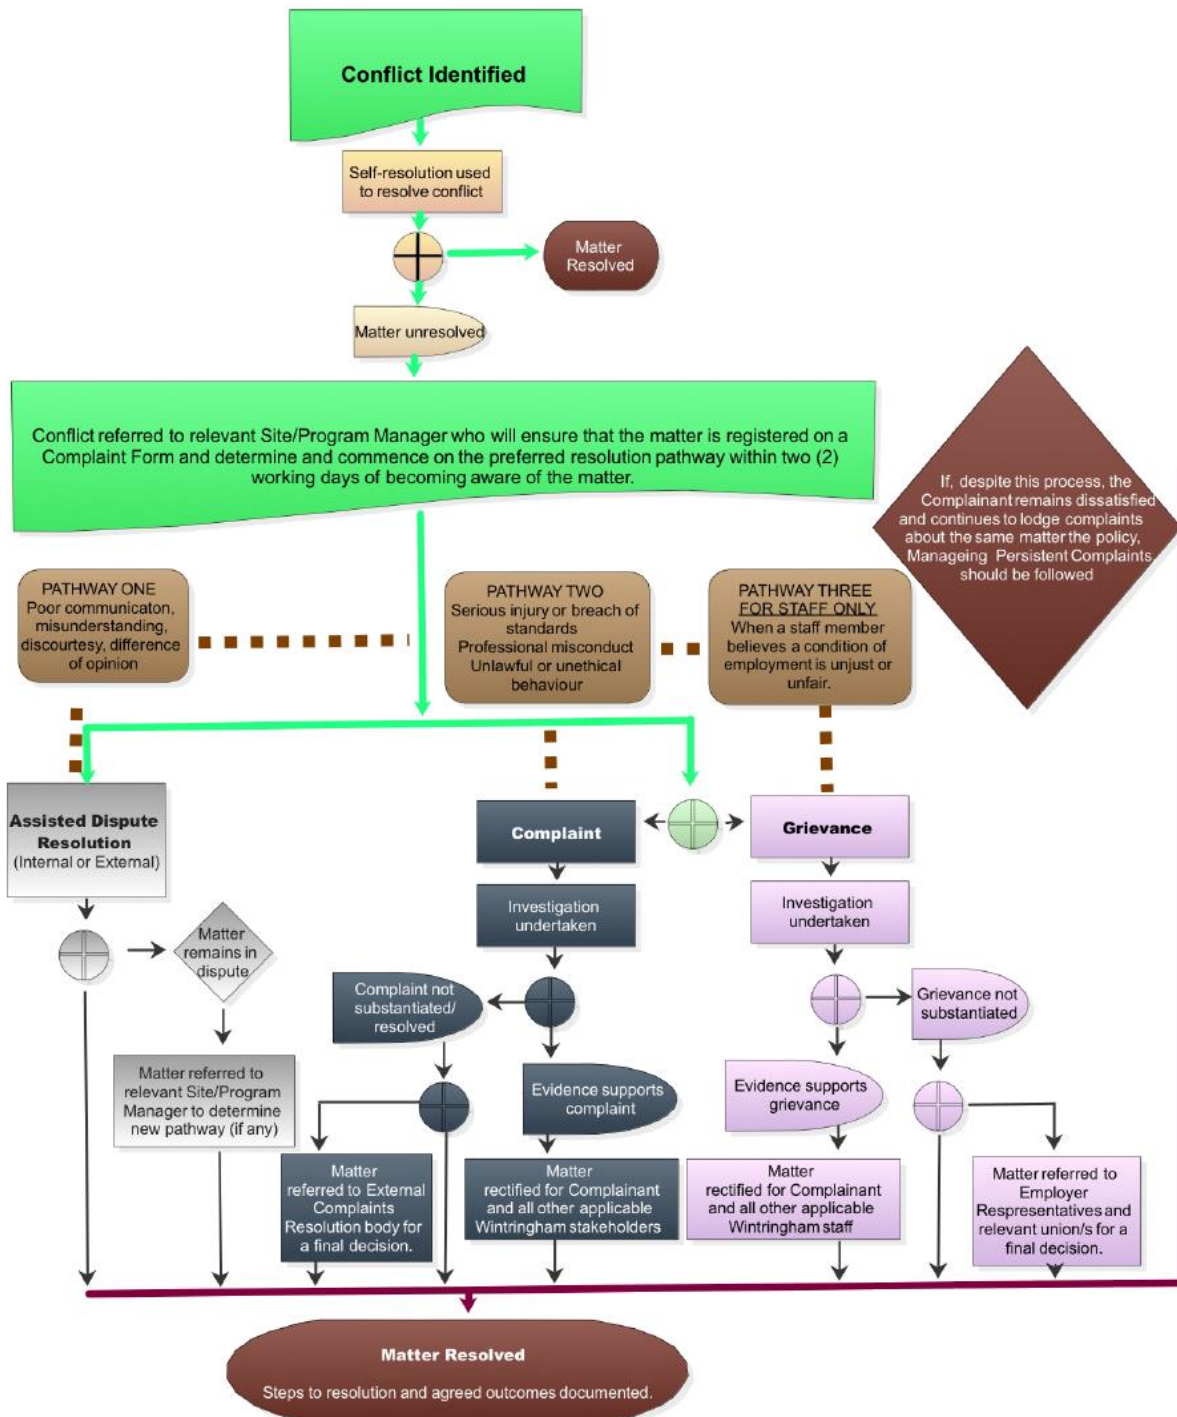 Conflict Identified
Self-resolution used
to resolve conflict
Matter
Resolved
Matter unresolved
Conflict referred to relevant Site/Program Manager who will ensure that the matter is registered on a
Complaint Form and determine and commence on the preferred resolution pathway within two (2)
working days of becoming aware of the matter.
If, despite this process, the
Complainant remains dissatisfied
and continues to lodge complaints
about the same matter the policy,
Manageing Persistent Complaints
should be followed
PATHWAY ONE
Poor communicaton,
misunderstanding,
discourtesy, difference
of opinion
PATHWAY TWO
Serious injury or breach of
standards
Professional misconduct
Unlawful or unethical
behaviour
PATHWAY THREE
FOR STAFF ONLY
When a staff member
believes a condition of
employment is unjust or
unfair.
Assisted Dispute
Resolution
(Internal or External)
Complaint
Grievance
Investigation
undertaken
Investigation
undertaken
Matter
remains in
dispute
Complaint not
substantiated/
resolved
Grievance not
substantiated
Matter referred to
relevant Site/Program
Manager to determine
new pathway (if any)
Evidence supports
complaint
Evidence supports
grievance
Matter
referred to External
Complaints
Resolution body for
a final decision.
Matter
rectified for Complainant
and all other applicable
Wintringham stakeholders
Matter
rectified for Complainant
and all other applicable
Wintringham staff
Matter referred to
Employer
Respresentatives and
relevant union/s for a
final decision.
Matter Resolved
Steps to resolution and agreed outcomes documented.